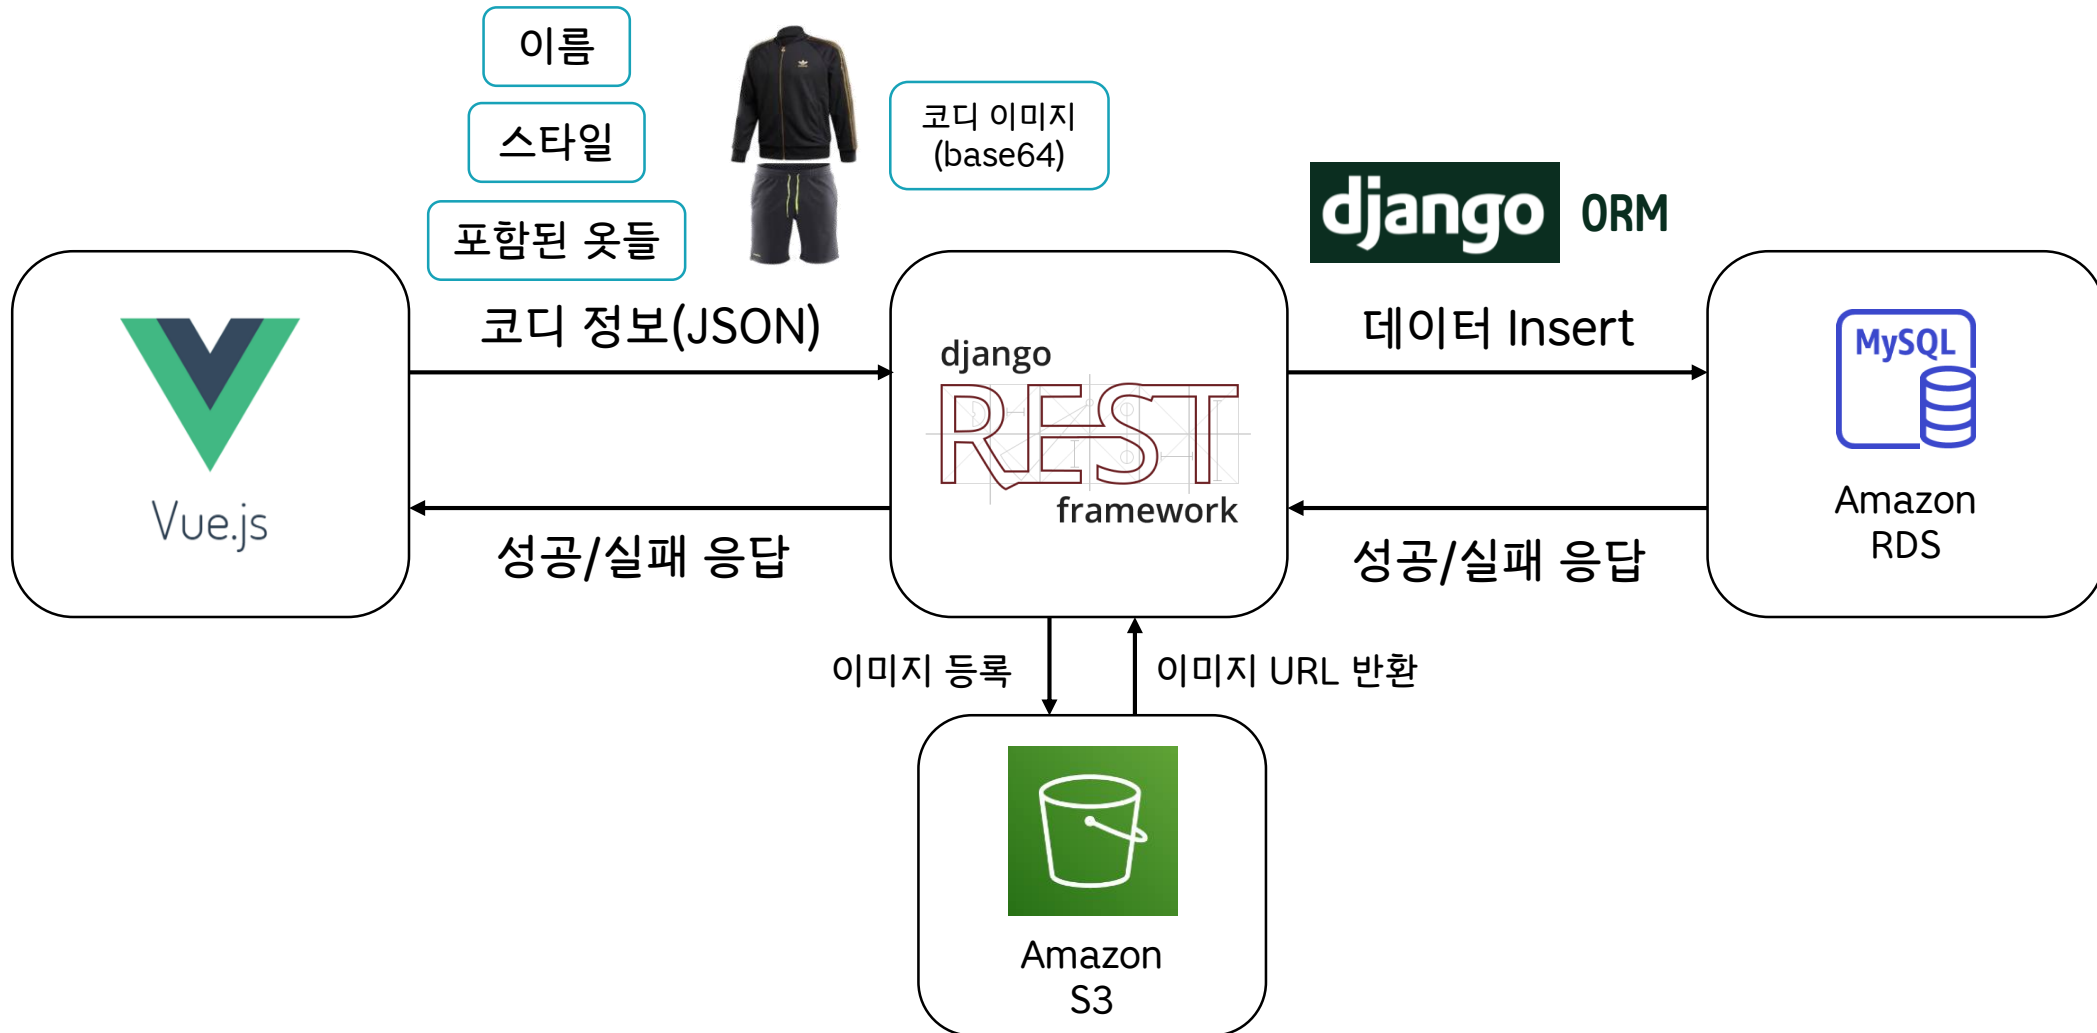 이름
스타일
포함된 옷들
코디 이미지
(base64)
django ORM
코디 정보(JSON)
데이터 Insert
django
REST
framework
MySQL
Vue.js
Amazon
RDS
성공/실패 응답
성공/실패 응답
이미지 등록
이미지 URL 반환
Amazon
S3